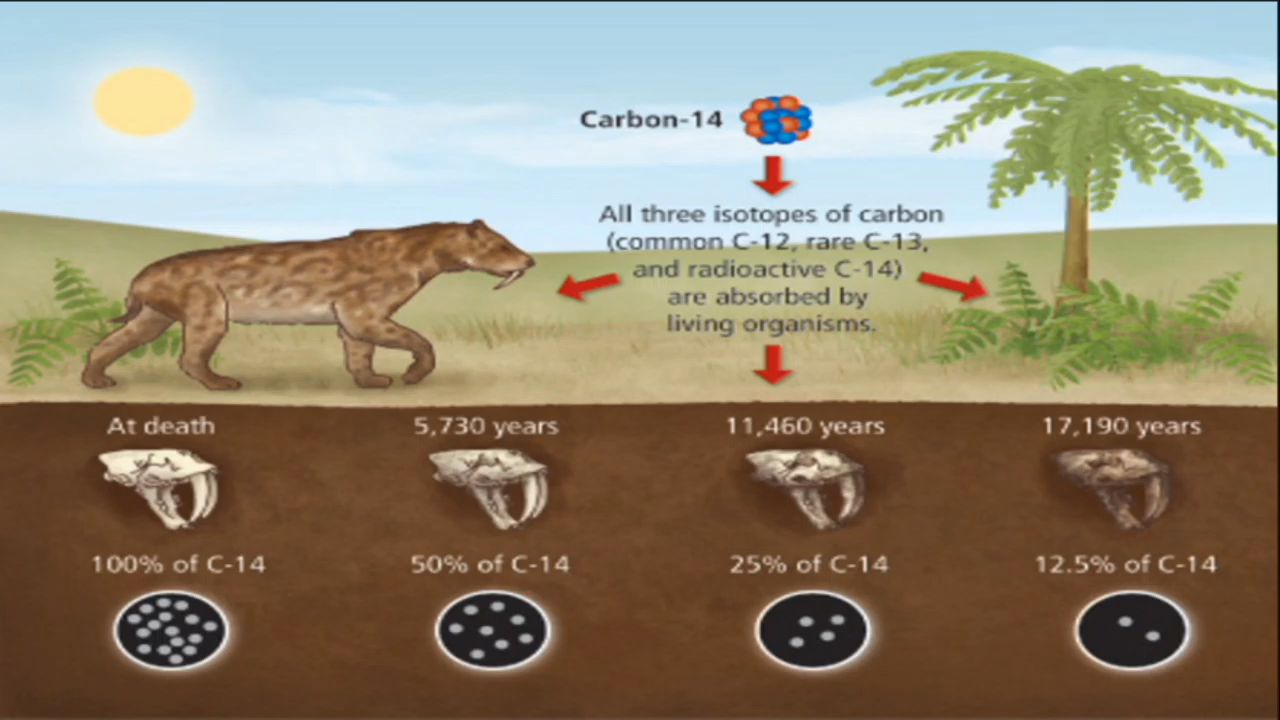 Carbon-14
All three isotopes of carbon
(common C-12, rare C-13,
and radioactive C-14)
are absorbed by
living organisms.
At death
5,730 years
11,460 years
17,190 years
100% of C-14
50% of C-14
25% of C-14
12.5% of C-14